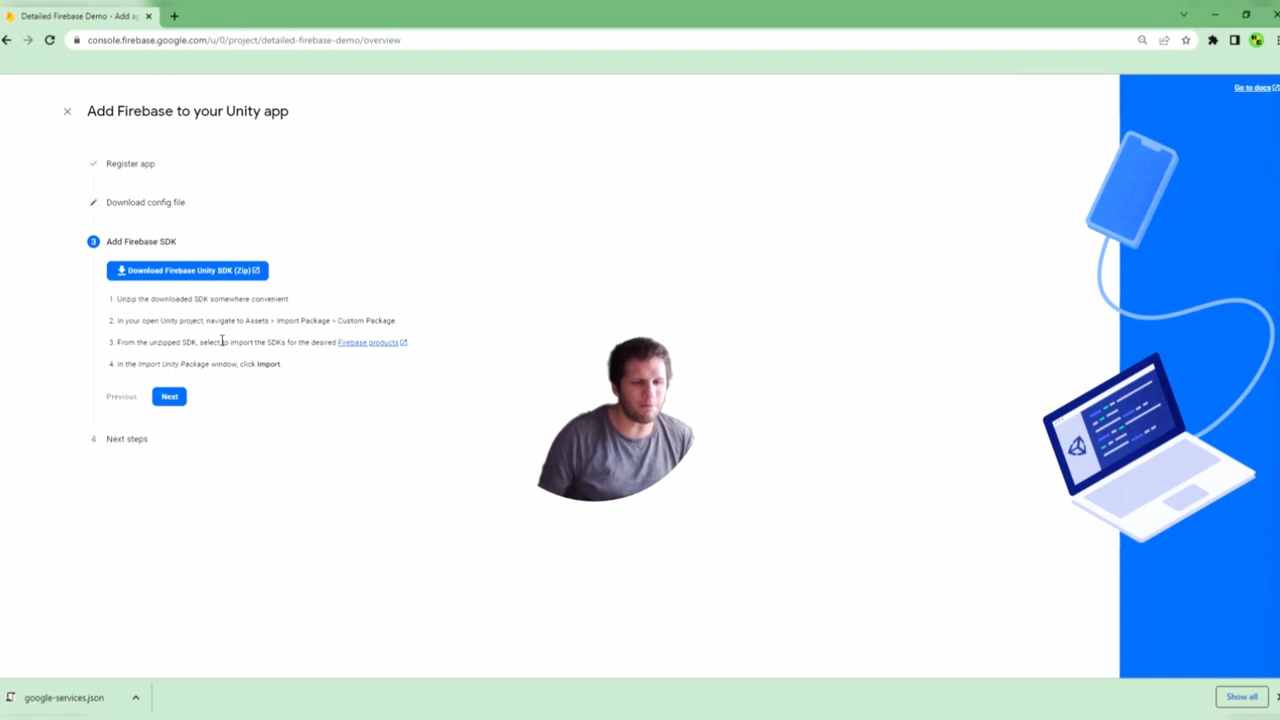 Detailed Firebase Demo - Add a
console.firebase.google.com/u/0/project/detailed-firebase-demo/overview
Go to docs
Add Firebase to your Unity app
Register app
Download config file
3 Add Firebase SDK
Download Firebase Unity SDK (Zip)
1. Unzip the downloaded SDK somewhere convenient.
2. In your open Unity project, navigate to Assets > Import Package > Custom Package.
3. From the unzipped SDK, select to import the SDKs for the desired Firebase products.
4. In the Import Unity Package window, click Import.
Previous Next
4 Next steps
google-services.json
Show all